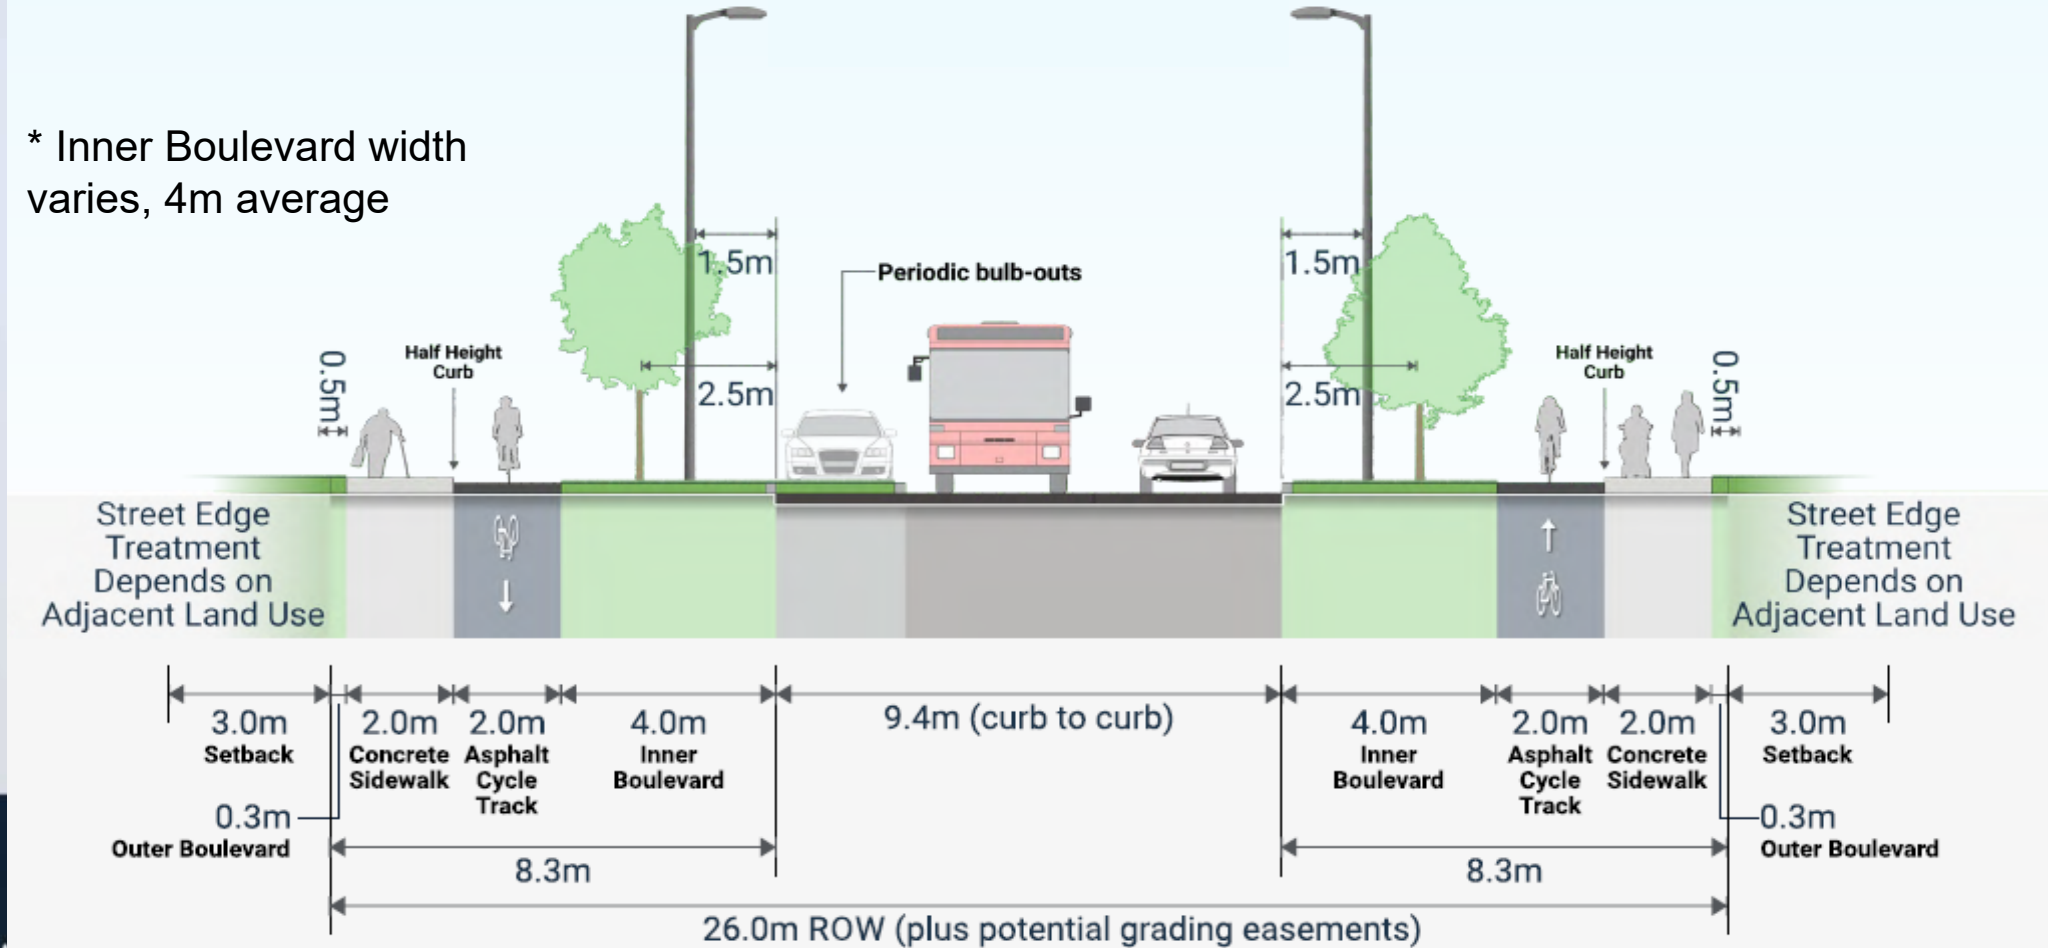 * Inner Boulevard width
varies, 4m average
1.5m
1.5m
Periodic bulb-outs
0.5m
Half Height
Curb
2.5m
2.5m
Half Height
Curb
0.5m
Street Edge
Treatment
Depends on
Adjacent Land Use
Street Edge
Treatment
Depends on
Adjacent Land Use
3.0m
Setback
2.0m
Concrete
Sidewalk
2.0m
Asphalt
Cycle
Track
4.0m
Inner
Boulevard
9.4m (curb to curb)
4.0m
Inner
Boulevard
2.0m
Asphalt
Cycle
Track
2.0m
Concrete
Sidewalk
3.0m
Setback
0.3m
Outer Boulevard
0.3m
Outer Boulevard
8.3m
8.3m
26.0m ROW (plus potential grading easements)